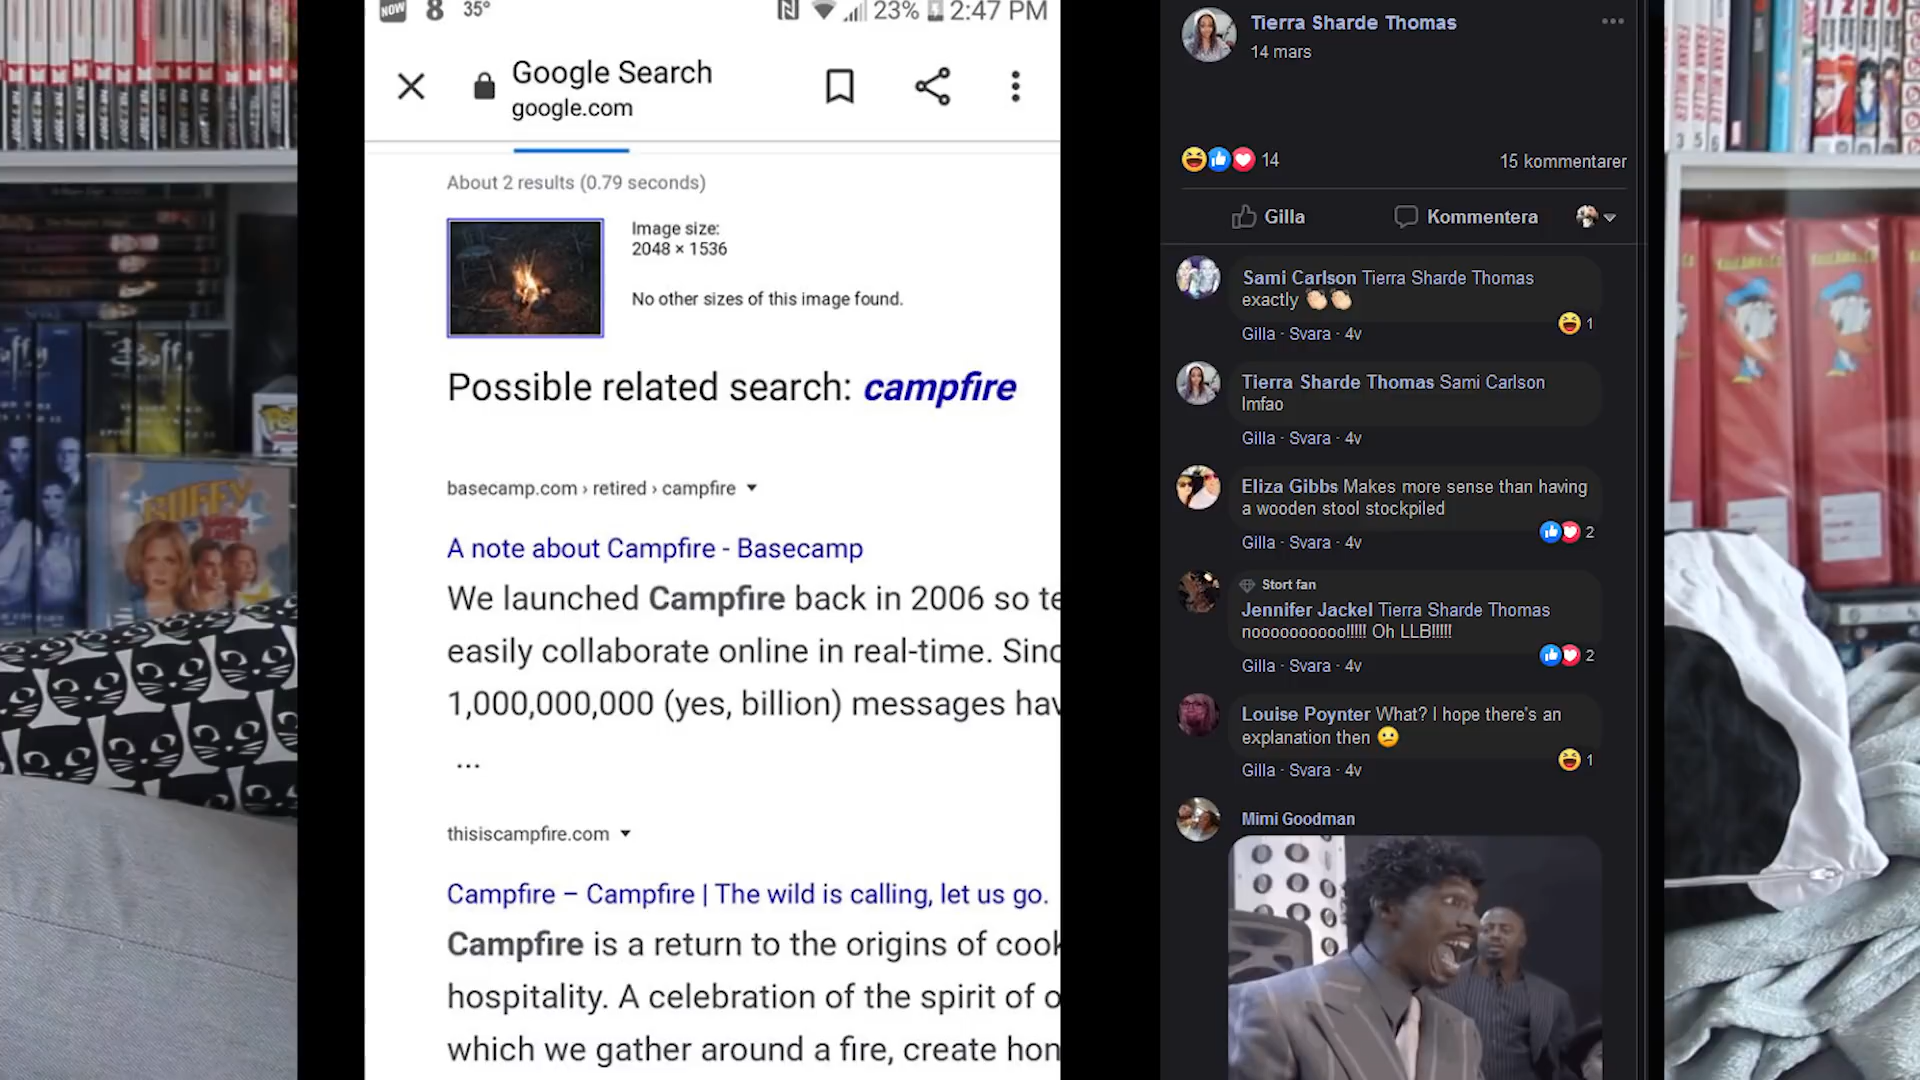 NOW 8 35° 23% 2:47 PM
Google Search
google.com
About 2 results (0.79 seconds)
Image size:
2048 × 1536
No other sizes of this image found.
Possible related search: campfire
basecamp.com › retired › campfire
A note about Campfire - Basecamp
We launched Campfire back in 2006 so te
easily collaborate online in real-time. Sinc
1,000,000,000 (yes, billion) messages hav
...
thisiscampfire.com
Campfire – Campfire | The wild is calling, let us go.
Campfire is a return to the origins of cook
hospitality. A celebration of the spirit of o
which we gather around a fire, create hon
Tierra Sharde Thomas
14 mars
14
15 kommentarer
Gilla
Kommentera
Sami Carlson Tierra Sharde Thomas
exactly 👏🏻👏🏻
1
Gilla · Svara · 4v
Tierra Sharde Thomas Sami Carlson
lmfao
Gilla · Svara · 4v
Eliza Gibbs Makes more sense than having
a wooden stool stockpiled
2
Gilla · Svara · 4v
Stort fan
Jennifer Jackel Tierra Sharde Thomas
noooooooooo!!!!! Oh LLB!!!!!
2
Gilla · Svara · 4v
Louise Poynter What? I hope there's an
explanation then 😕
1
Gilla · Svara · 4v
Mimi Goodman
Buffy
BUFFY
3 5 6